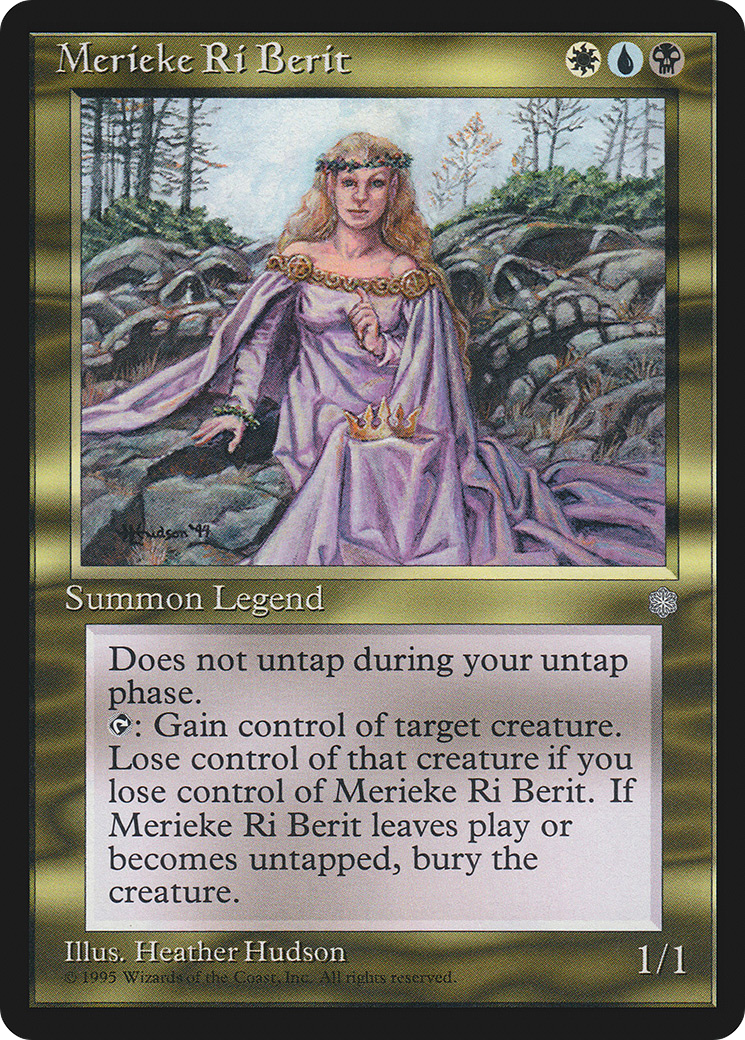 Merieke Ri Berit
HHudson '94
Summon Legend
Does not untap during your untap
phase.
: Gain control of target creature.
Lose control of that creature if you
lose control of Merieke Ri Berit. If
Merieke Ri Berit leaves play or
becomes untapped, bury the
creature.
Illus. Heather Hudson
1/1
© 1995 Wizards of the Coast, Inc. All rights reserved.